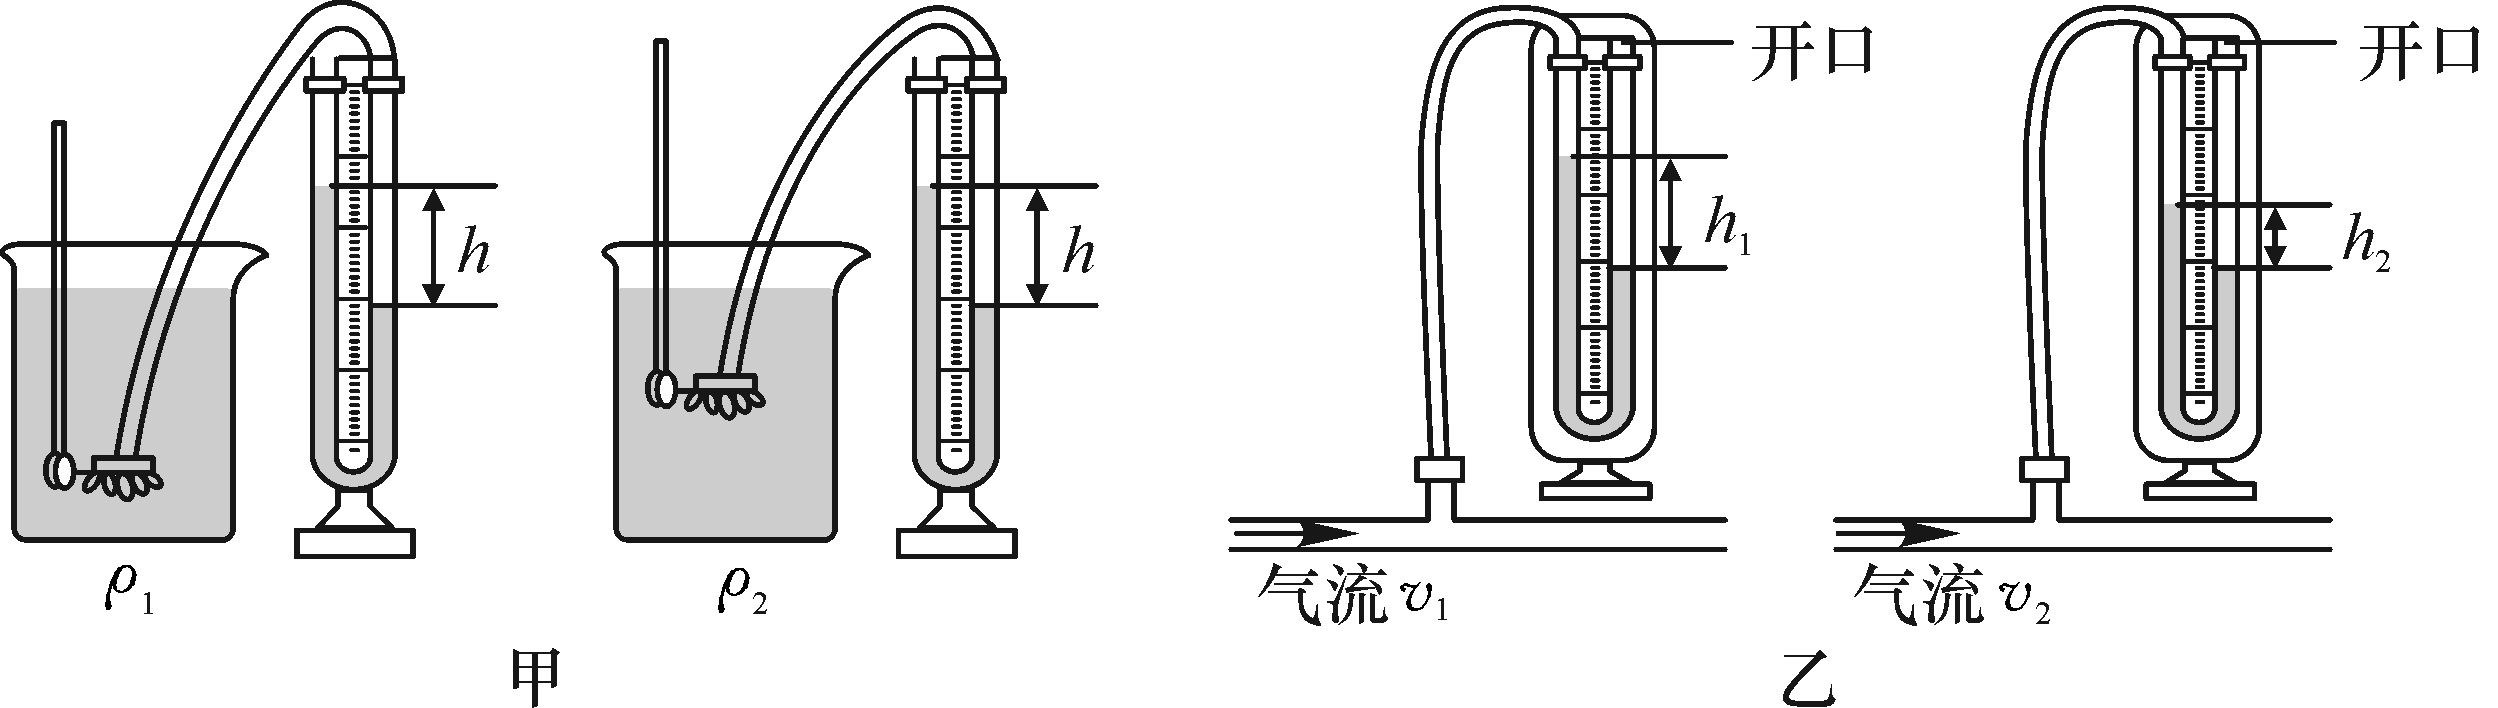 开口 开口
h h h₁ h₂
ρ₁ ρ₂ 气流 v₁ 气流 v₂
甲 乙